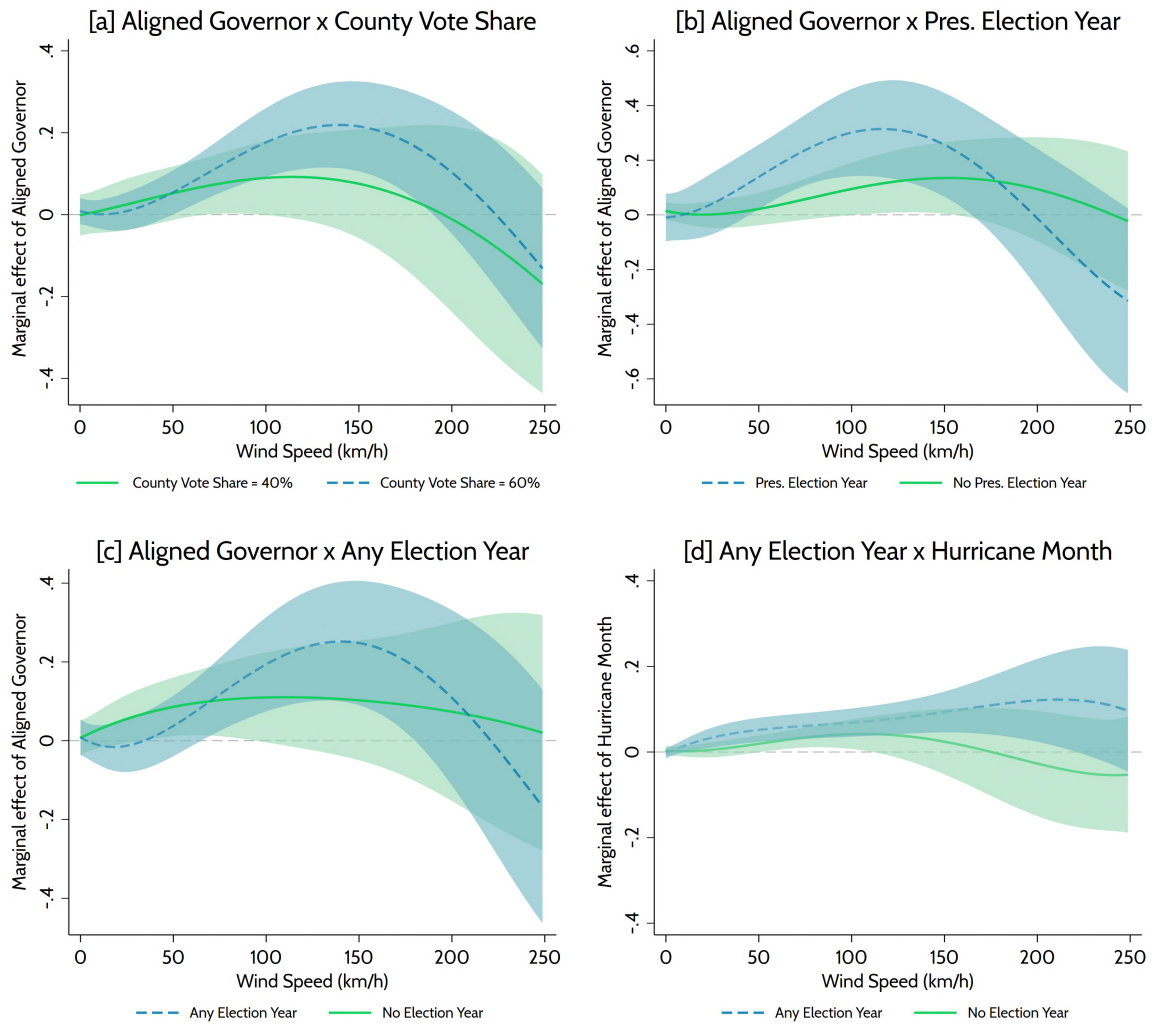 [a] Aligned Governor x County Vote Share
Marginal effect of Aligned Governor
.4
.2
0
-.2
-.4
0 50 100 150 200 250
Wind Speed (km/h)
County Vote Share = 40% County Vote Share = 60%
[b] Aligned Governor x Pres. Election Year
Marginal effect of Aligned Governor
.6
.4
.2
0
-.2
-.4
-.6
0 50 100 150 200 250
Wind Speed (km/h)
Pres. Election Year No Pres. Election Year
[c] Aligned Governor x Any Election Year
Marginal effect of Aligned Governor
.4
.2
0
-.2
-.4
0 50 100 150 200 250
Wind Speed (km/h)
Any Election Year No Election Year
[d] Any Election Year x Hurricane Month
Marginal effect of Hurricane Month
.4
.2
0
-.2
-.4
0 50 100 150 200 250
Wind Speed (km/h)
Any Election Year No Election Year